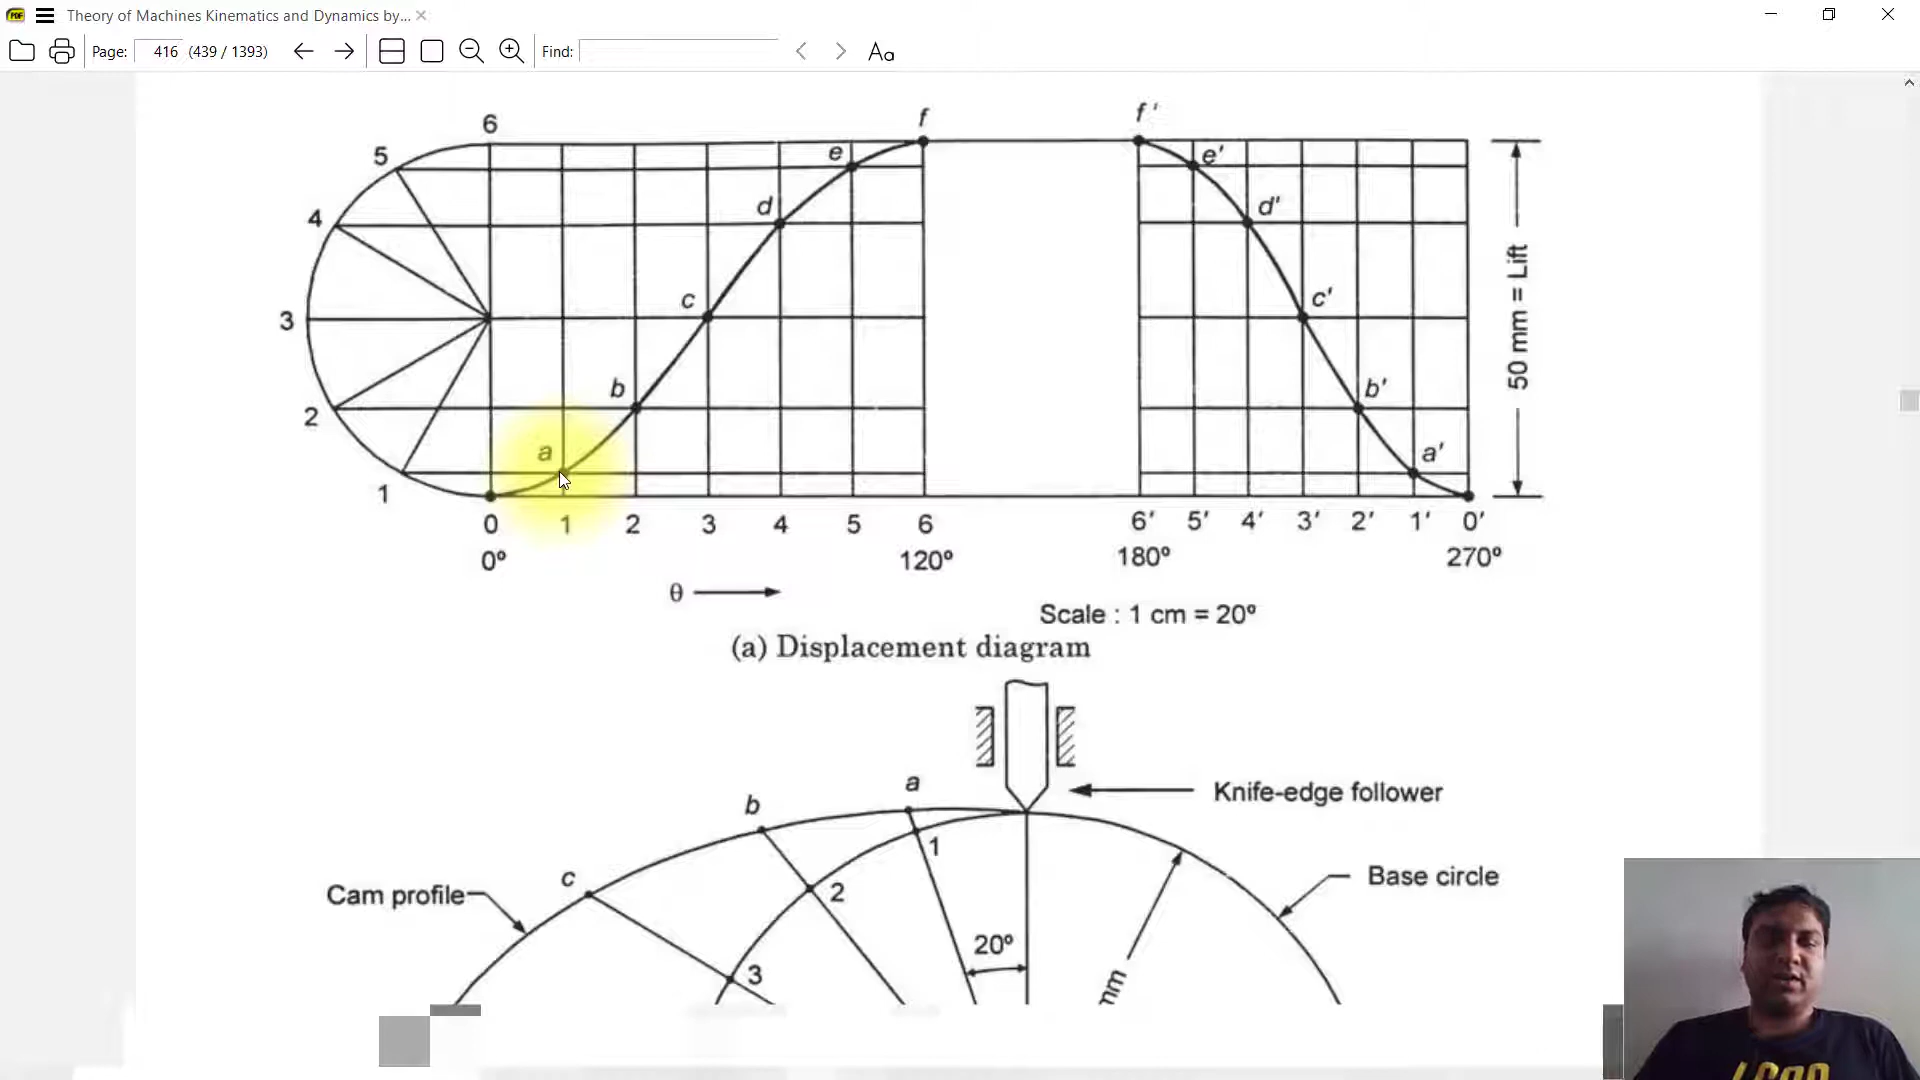 Theory of Machines Kinematics and Dynamics by...
Page: 416 (439 / 1393) Find: Aa
6 f f'
5 e e'
4 d d'
3 c c'
50 mm = Lift
2 b b'
a a'
1
0 1 2 3 4 5 6 6' 5' 4' 3' 2' 1' 0'
0° 120° 180° 270°
θ
Scale : 1 cm = 20°
(a) Displacement diagram
a Knife-edge follower
b
1
c 2 Base circle
Cam profile
20°
3
mm